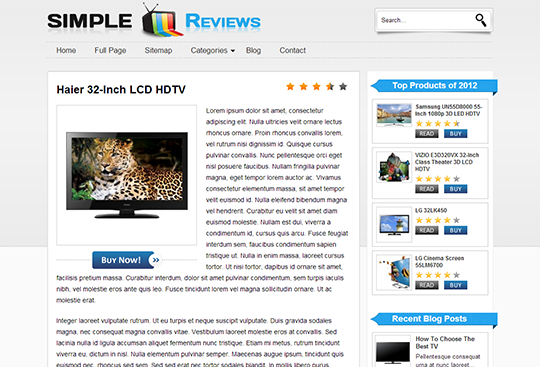 SIMPLE REVIEWS
Search...
Home Full Page Sitemap Categories Blog Contact
Haier 32-Inch LCD HDTV
Lorem ipsum dolor sit amet, consectetur
adipiscing elit. Nulla ultricies velit ornare lectus
rhoncus ornare. Proin rhoncus convallis lorem,
vel rutrum nisi dignissim id. Quisque cursus
pulvinar convallis. Nunc pellentesque orci eget
nisi posuere faucibus. Nullam fringilla pulvinar
magna, eget tempor lorem auctor ac. Vivamus
consectetur elementum massa, sit amet tempor
velit euismod id. Nulla eleifend bibendum magna
vel hendrerit. Curabitur eu velit sit amet diam
euismod molestie. Nullam est dui, viverra a
condimentum id, cursus quis arcu. Fusce feugiat
interdum sem, faucibus condimentum sapien
tristique ut. Nulla in enim massa, laoreet cursus
tortor. Ut nisi tortor, dapibus id ornare sit amet,
facilisis pretium massa. Curabitur interdum, dolor sit amet pulvinar condimentum, sem turpis iaculis
nibh, vel molestie eros ante quis leo. Fusce tincidunt lorem vel magna sollicitudin ornare. Ut ac
molestie erat.
Buy Now!
Integer laoreet vulputate rutrum. Ut eu turpis et neque suscipit vulputate. Duis gravida sodales
magna, nec consequat magna convallis vitae. Vestibulum laoreet molestie eros at convallis. Sed
lacinia nulla id ligula accumsan aliquet fermentum nunc tristique. Etiam mi metus, rutrum tincidunt
viverra eu, dictum in nisl. Nulla elementum pulvinar semper. Maecenas augue ipsum, tincidunt quis
euismod nec, rhoncus sed sem. Sed sed erat nec tortor sodales blandit. In mollis libero purus
Top Products of 2012
Samsung UN55D8000 55-
Inch 1080p 3D LED HDTV
READ BUY
VIZIO E3D320VX 32-Inch
Class Theater 3D LCD
HDTV
READ BUY
LG 32LK450
READ BUY
LG Cinema Screen
55LM6700
READ BUY
Recent Blog Posts
How To Choose The
Best TV
Pellentesque consequat
urna at nunc laoreet